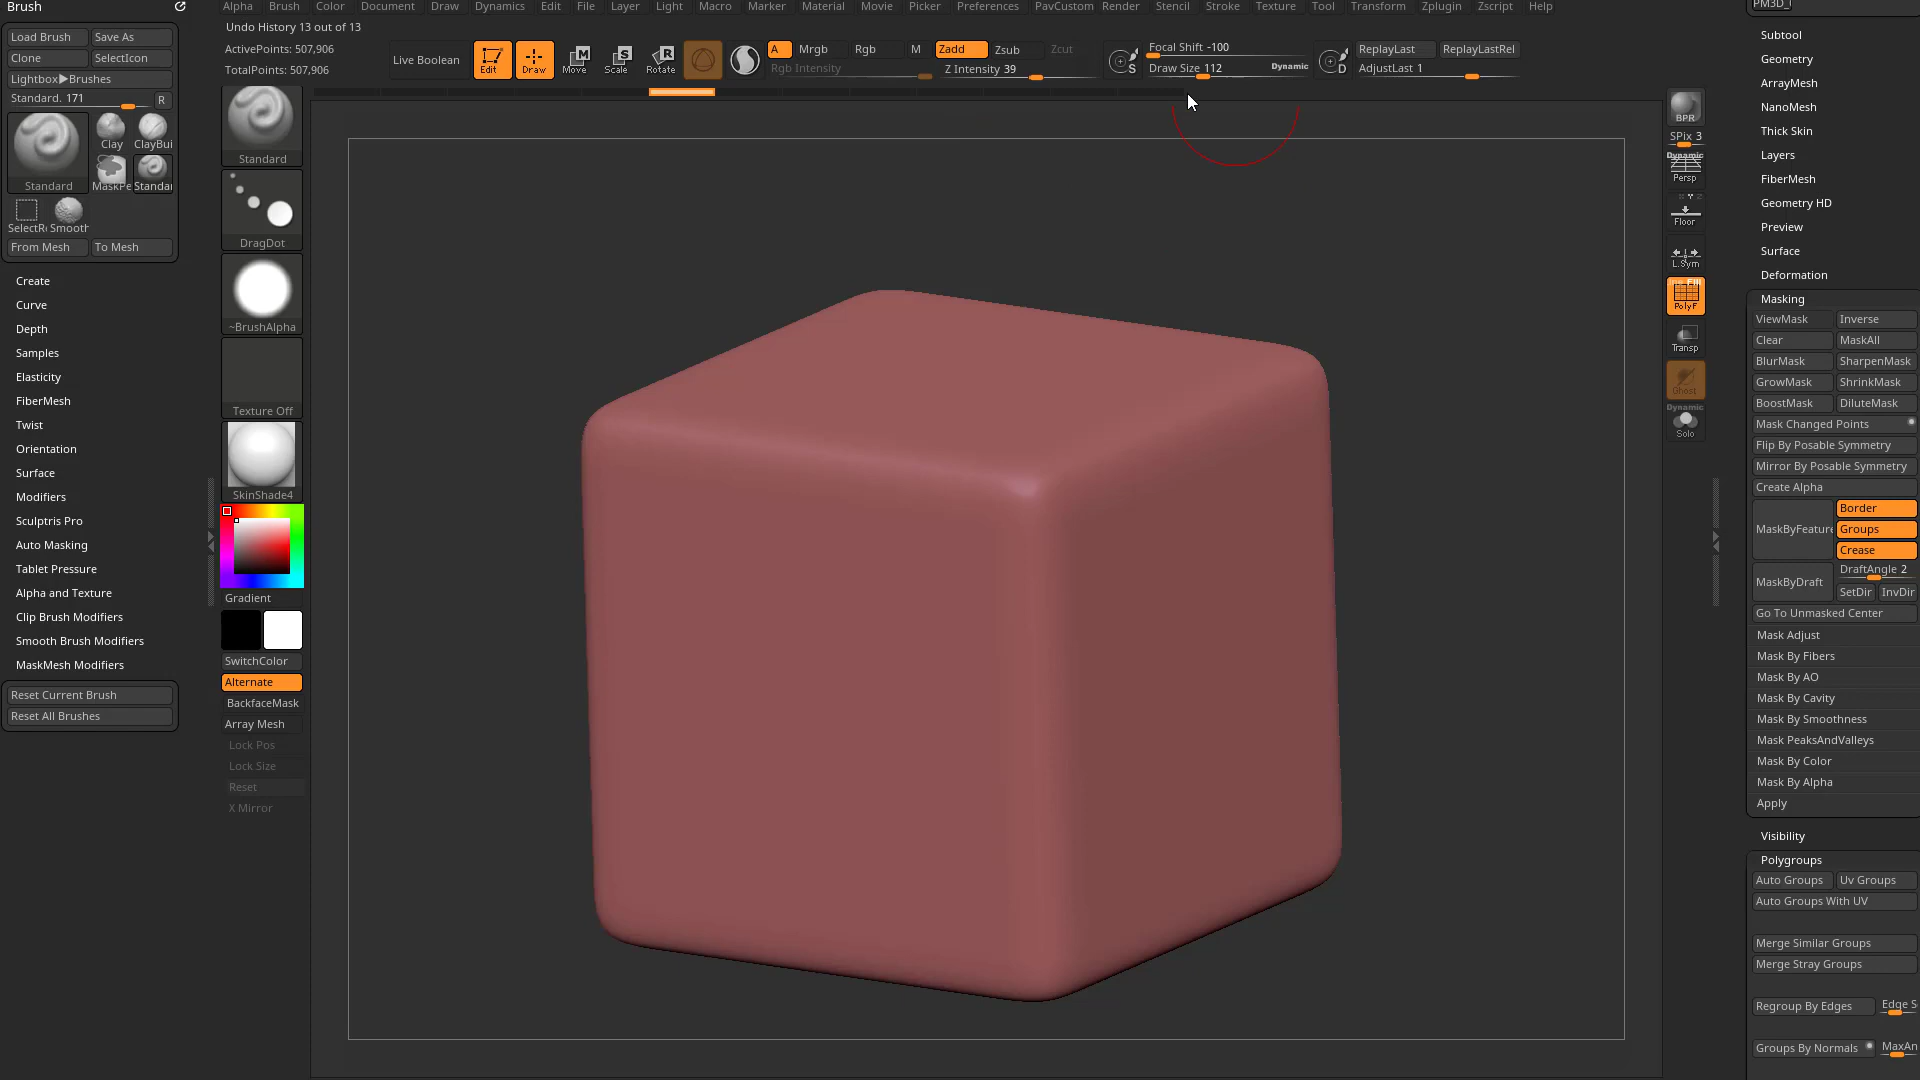 Brush
Load Brush
Save As
Clone
SelectIcon
Lightbox▶Brushes
Standard. 171
R
Standard
Clay
ClayBui
MaskPe
Standar
SelectRe
Smooth
From Mesh
To Mesh
Create
Curve
Depth
Samples
Elasticity
FiberMesh
Twist
Orientation
Surface
Modifiers
Sculptris Pro
Auto Masking
Tablet Pressure
Alpha and Texture
Clip Brush Modifiers
Smooth Brush Modifiers
MaskMesh Modifiers
Reset Current Brush
Reset All Brushes
Alpha Brush Color Document Draw Dynamics Edit File Layer Light Macro Marker Material Movie Picker Preferences PavCustom Render Stencil Stroke Texture Tool Transform Zplugin Zscript Help
Undo History 13 out of 13
ActivePoints: 507,906
TotalPoints: 507,906
Live Boolean
Edit
Draw
M
Move
S
Scale
R
Rotate
A
Mrgb
Rgb
M
Rgb Intensity
Zadd
Zsub
Zcut
Z Intensity 39
S
Focal Shift -100
Draw Size 112
Dynamic
D
ReplayLast
ReplayLastRel
AdjustLast 1
Standard
DragDot
~BrushAlpha
Texture Off
SkinShade4
Gradient
SwitchColor
Alternate
BackfaceMask
Array Mesh
Lock Pos
Lock Size
Reset
X Mirror
BPR
SPix 3
Dynamic
Persp
Floor
L.Sym
PolyF
Transp
Ghost
Dynamic
Solo
Subtool
Geometry
ArrayMesh
NanoMesh
Thick Skin
Layers
FiberMesh
Geometry HD
Preview
Surface
Deformation
Masking
ViewMask
Inverse
Clear
MaskAll
BlurMask
SharpenMask
GrowMask
ShrinkMask
BoostMask
DiluteMask
Mask Changed Points
Flip By Posable Symmetry
Mirror By Posable Symmetry
Create Alpha
MaskByFeature
Border
Groups
Crease
MaskByDraft
DraftAngle 2
SetDir
InvDir
Go To Unmasked Center
Mask Adjust
Mask By Fibers
Mask By AO
Mask By Cavity
Mask By Smoothness
Mask PeaksAndValleys
Mask By Color
Mask By Alpha
Apply
Visibility
Polygroups
Auto Groups
Uv Groups
Auto Groups With UV
Merge Similar Groups
Merge Stray Groups
Regroup By Edges
Edge S
Groups By Normals
MaxAn